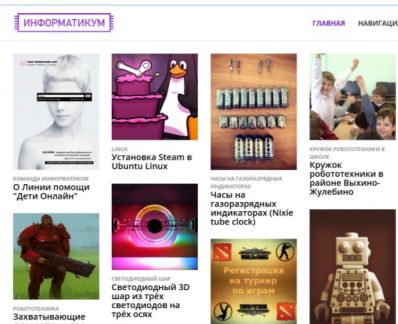 ИНФОРМАТИКУМ
ГЛАВНАЯ
НАВИГАЦИ
КОМАНДА ИНФОРМАТИКУМ
О Линии помощи
"Дети Онлайн"
РОБОТОТЕХНИКА
Захватывающие
LINUX
Установка Steam в
Ubuntu Linux
СВЕТОДИОДНЫЙ ШАР
Светодиодный 3D
шар из трёх
светодиодов на
трёх осях
ЧАСЫ НА ГАЗОРАЗРЯДНЫХ
ИНДИКАТОРАХ
Часы на
газоразрядных
индикаторах (Nixie
tube clock)
Регистрация
на турнир
по играм
КРУЖОК РОБОТОТЕХНИКИ В
ШКОЛЕ
Кружок
робототехники в
районе Выхино-
Жулебино